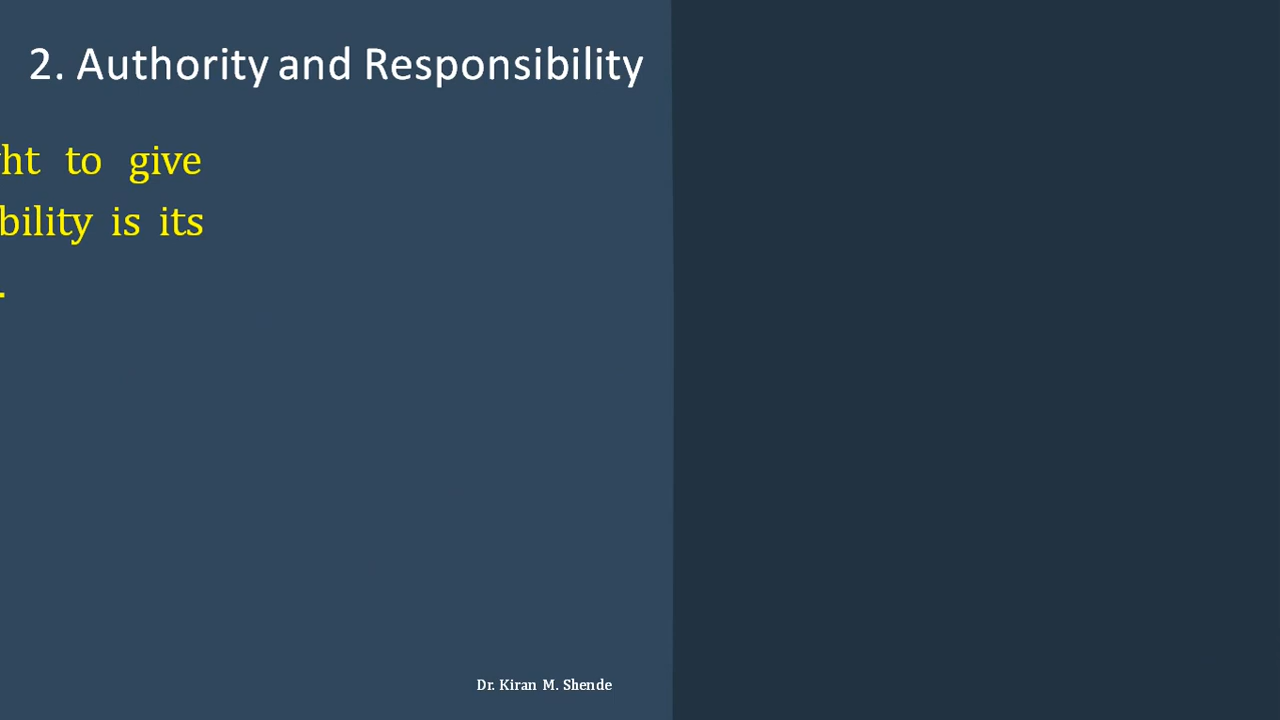 2. Authority and Responsibility
ht to give
bility is its
.
Dr. Kiran M. Shende